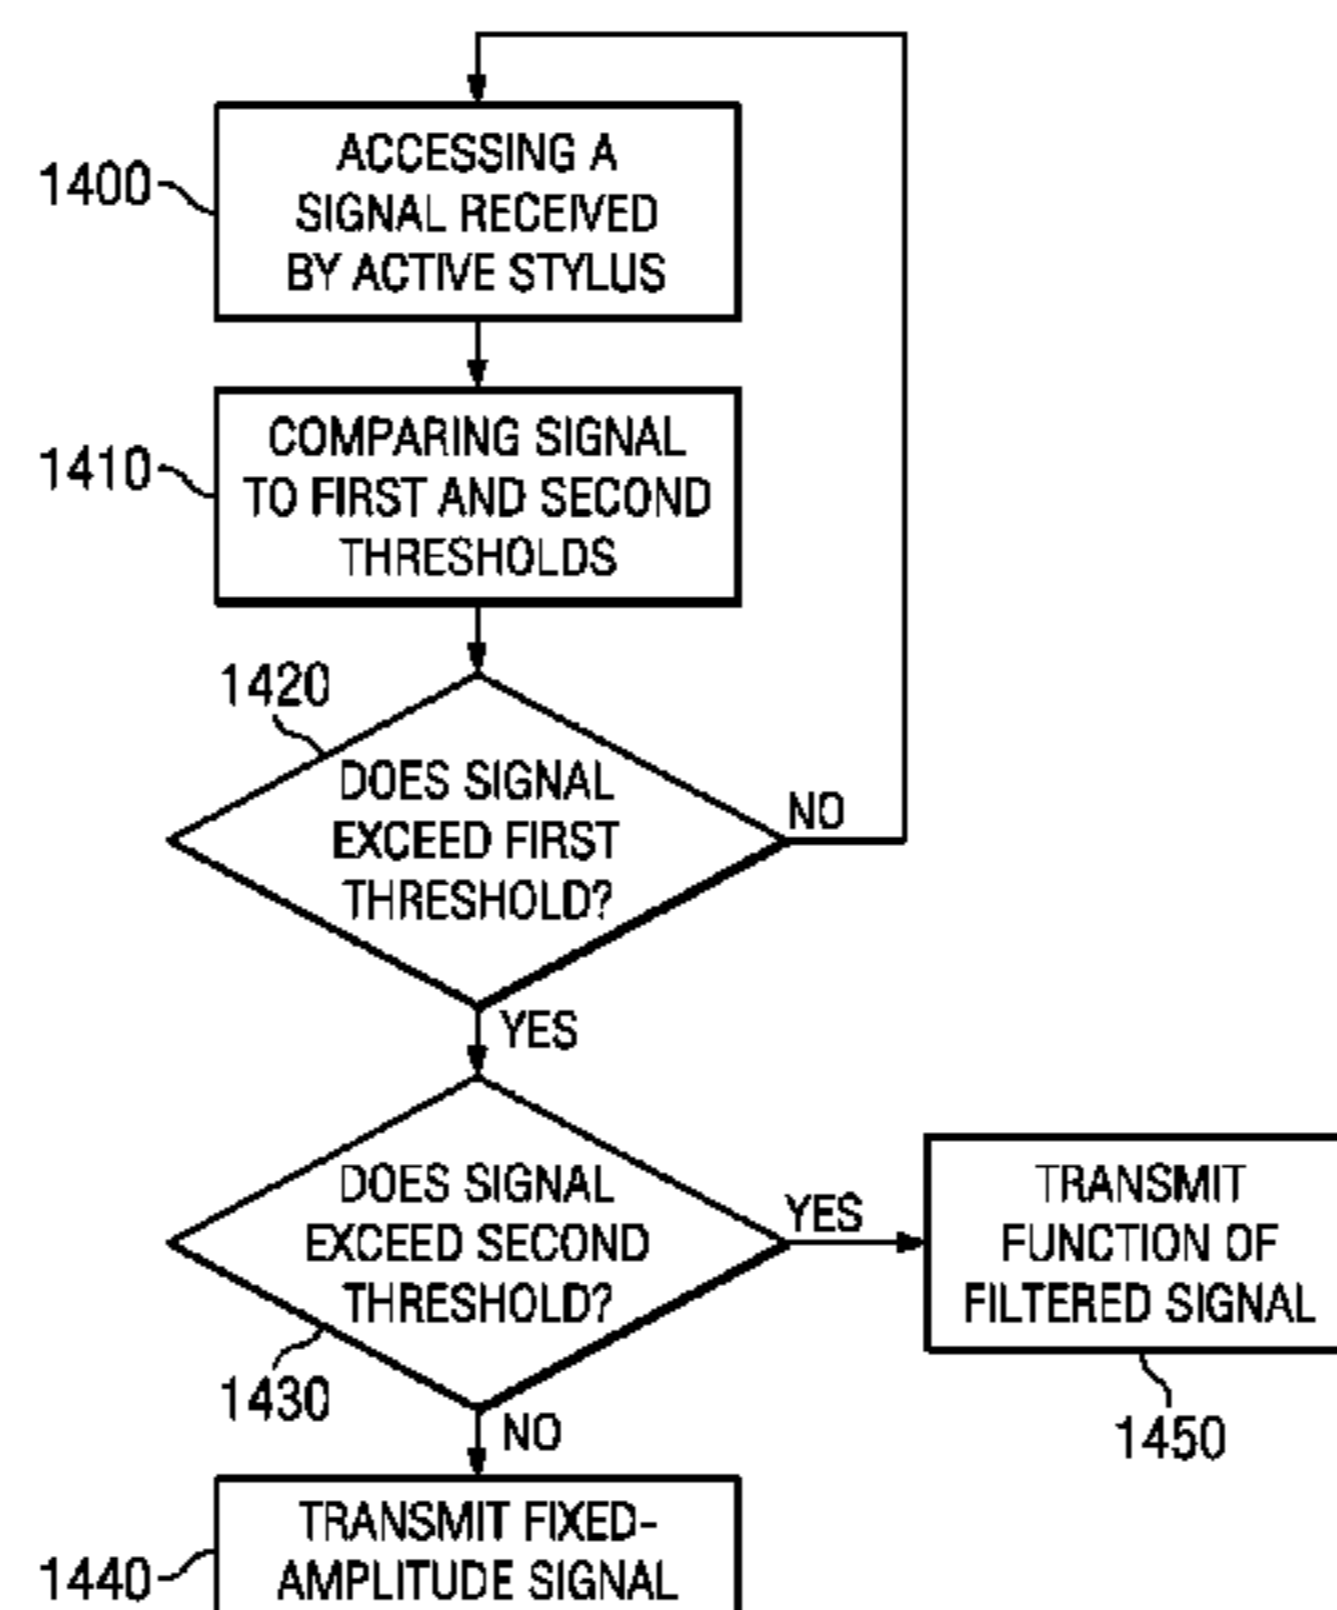 1400
ACCESSING A
SIGNAL RECEIVED
BY ACTIVE STYLUS
1410
COMPARING SIGNAL
TO FIRST AND SECOND
THRESHOLDS
1420
DOES SIGNAL
EXCEED FIRST
THRESHOLD?
NO
YES
DOES SIGNAL
EXCEED SECOND
THRESHOLD?
1430
YES
TRANSMIT
FUNCTION OF
FILTERED SIGNAL
1450
NO
1440
TRANSMIT FIXED-
AMPLITUDE SIGNAL